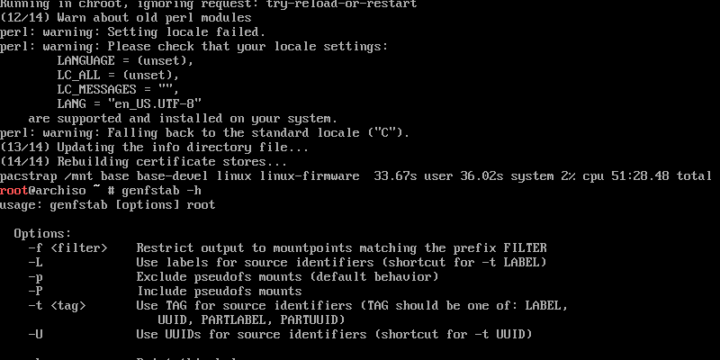 Running in chroot, ignoring request: try-reload-or-restart
(12/14) Warn about old perl modules
perl: warning: Setting locale failed.
perl: warning: Please check that your locale settings:
        LANGUAGE = (unset),
        LC_ALL = (unset),
        LC_MESSAGES = "",
        LANG = "en_US.UTF-8"
    are supported and installed on your system.
perl: warning: Falling back to the standard locale ("C").
(13/14) Updating the info directory file...
(14/14) Rebuilding certificate stores...
pacstrap /mnt base base-devel linux linux-firmware  33.67s user 36.02s system 2% cpu 51:28.48 total
root@archiso ~ # genfstab -h
usage: genfstab [options] root

  Options:
    -f <filter>    Restrict output to mountpoints matching the prefix FILTER
    -L             Use labels for source identifiers (shortcut for -t LABEL)
    -p             Exclude pseudofs mounts (default behavior)
    -P             Include pseudofs mounts
    -t <tag>       Use TAG for source identifiers (TAG should be one of: LABEL,
                      UUID, PARTLABEL, PARTUUID)
    -U             Use UUIDs for source identifiers (shortcut for -t UUID)